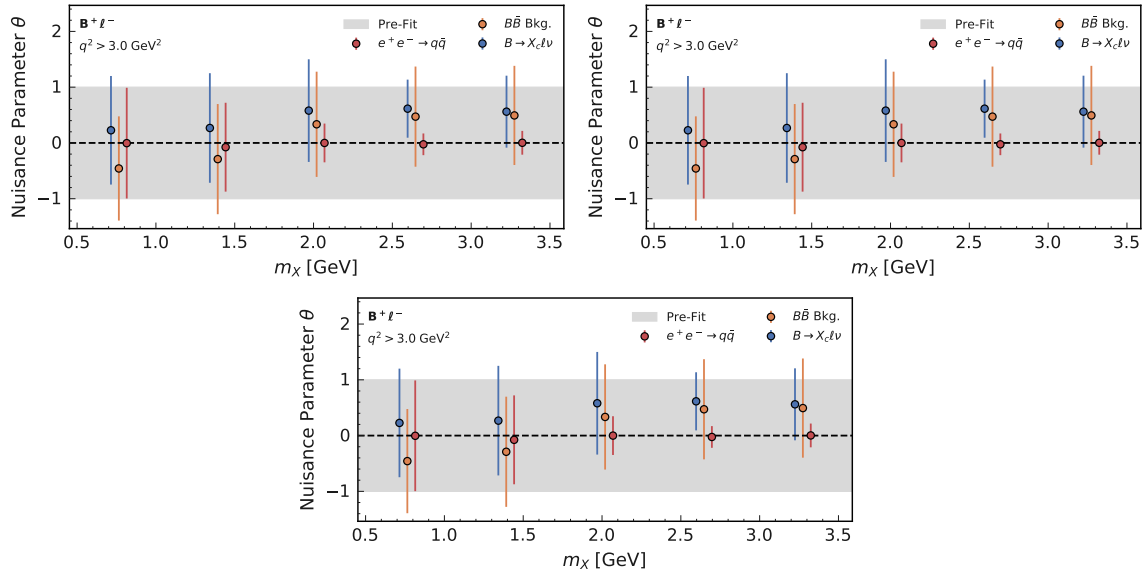 B⁺ℓ⁻
q² > 3.0 GeV²
Pre-Fit
e⁺e⁻ → qq̄
BB̄ Bkg.
B → X_cℓν
Nuisance Parameter θ
2
1
0
−1
0.5 1.0 1.5 2.0 2.5 3.0 3.5
m_X [GeV]
B⁺ℓ⁻
q² > 3.0 GeV²
Pre-Fit
e⁺e⁻ → qq̄
BB̄ Bkg.
B → X_cℓν
Nuisance Parameter θ
2
1
0
−1
0.5 1.0 1.5 2.0 2.5 3.0 3.5
m_X [GeV]
B⁺ℓ⁻
q² > 3.0 GeV²
Pre-Fit
e⁺e⁻ → qq̄
BB̄ Bkg.
B → X_cℓν
Nuisance Parameter θ
2
1
0
−1
0.5 1.0 1.5 2.0 2.5 3.0 3.5
m_X [GeV]